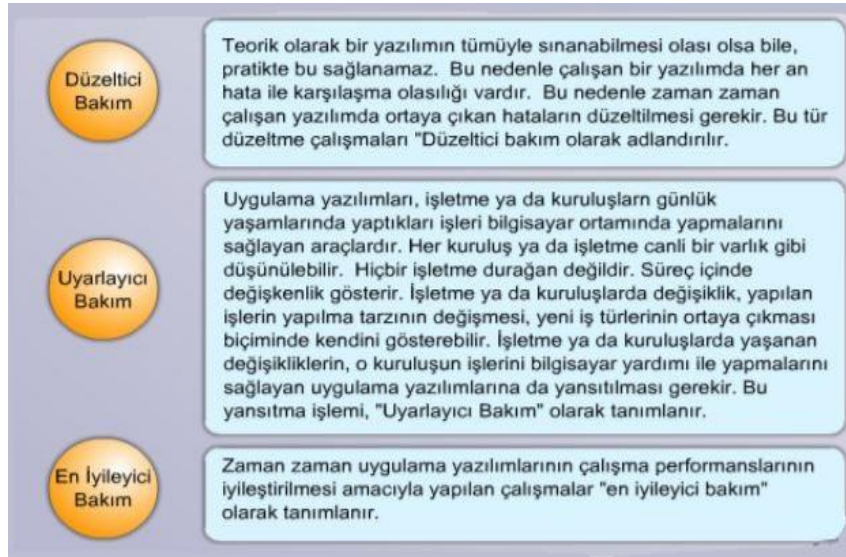 Düzeltici
Bakım
Teorik olarak bir yazılımın tümüyle sınanabilmesi olası olsa bile,
pratikte bu sağlanamaz.  Bu nedenle çalışan bir yazılımda her an
hata ile karşılaşma olasılığı vardır.  Bu nedenle zaman zaman
çalışan yazılımda ortaya çıkan hataların düzeltilmesi gerekir. Bu tür
düzeltme çalışmaları "Düzeltici bakım olarak adlandırılır.
Uyarlayıcı
Bakım
Uygulama yazılımları, işletme ya da kuruluşlarn günlük
yaşamlarında yaptıkları işleri bilgisayar ortamında yapmalarını
sağlayan araçlardır. Her kuruluş ya da işletme canli bir varlık gibi
düşünülebilir.  Hiçbir işletme durağan değildir. Süreç içinde
değişkenlik gösterir. İşletme ya da kuruluşlarda değişiklik, yapılan
işlerin yapılma tarzının değişmesi, yeni iş türlerinin ortaya çıkması
biçiminde kendini gösterebilir. İşletme ya da kuruluşlarda yaşanan
değişikliklerin, o kuruluşun işlerini bilgisayar yardımı ile yapmalarını
sağlayan uygulama yazılımlarına da yansıtılması gerekir. Bu
yansıtma işlemi, "Uyarlayıcı Bakım" olarak tanımlanır.
En İyileyici
Bakım
Zaman zaman uygulama yazılımlarının çalışma performanslarının
iyileştirilmesi amacıyla yapılan çalışmalar "en iyileyici bakım"
olarak tanımlanır.